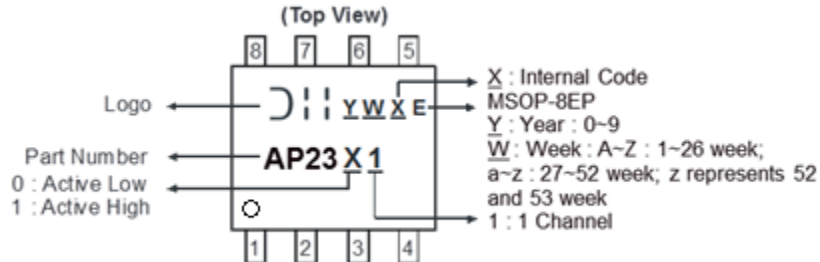 (Top View)
8 7 6 5
Logo
Y W X E
X : Internal Code
MSOP-8EP
Y : Year : 0~9
W : Week : A~Z : 1~26 week;
a~z : 27~52 week; z represents 52
and 53 week
1 : 1 Channel
Part Number
AP23 X 1
0 : Active Low
1 : Active High
1 2 3 4